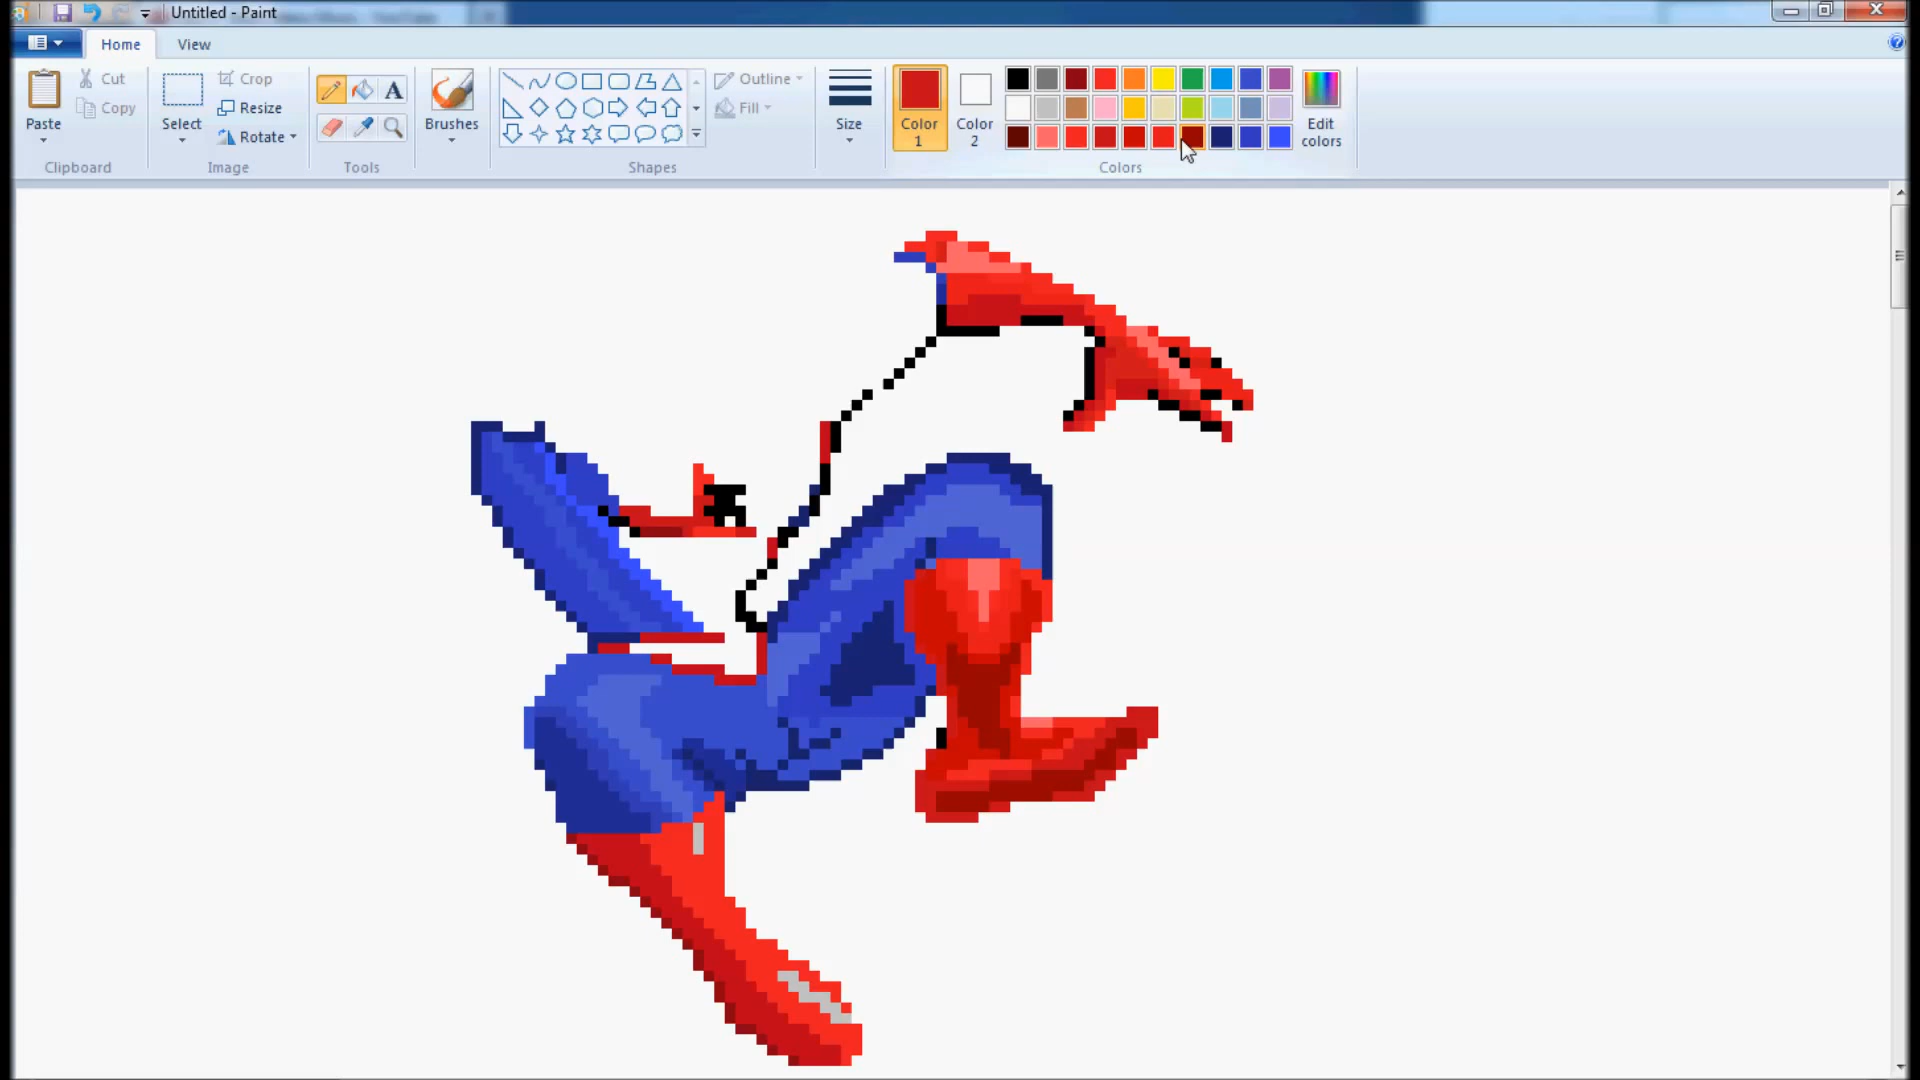 Untitled - Paint
Home View
Paste
Cut
Copy
Clipboard
Select
Crop
Resize
Rotate
Image
A
Tools
Brushes
Shapes
Outline
Fill
Size
Color
1
Color
2
Edit
colors
Colors